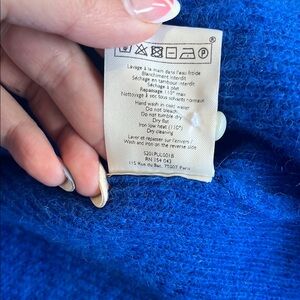 ®
Lavage à la main dans l'eau froide
Blanchiment interdit
Séchage en tambour interdit
Séchage à plat
Repassage 110° max
Nettoyage à sec tous solvants normaux
Hand wash in cold water
Do not bleach
Do not tumble dry
Dry flat
Iron low heat (110°)
Dry cleaning
Laver et repasser sur l'envers /
Wash and iron on the reverse side
RN 154 043
115 Rue du Bac, 75007 Paris